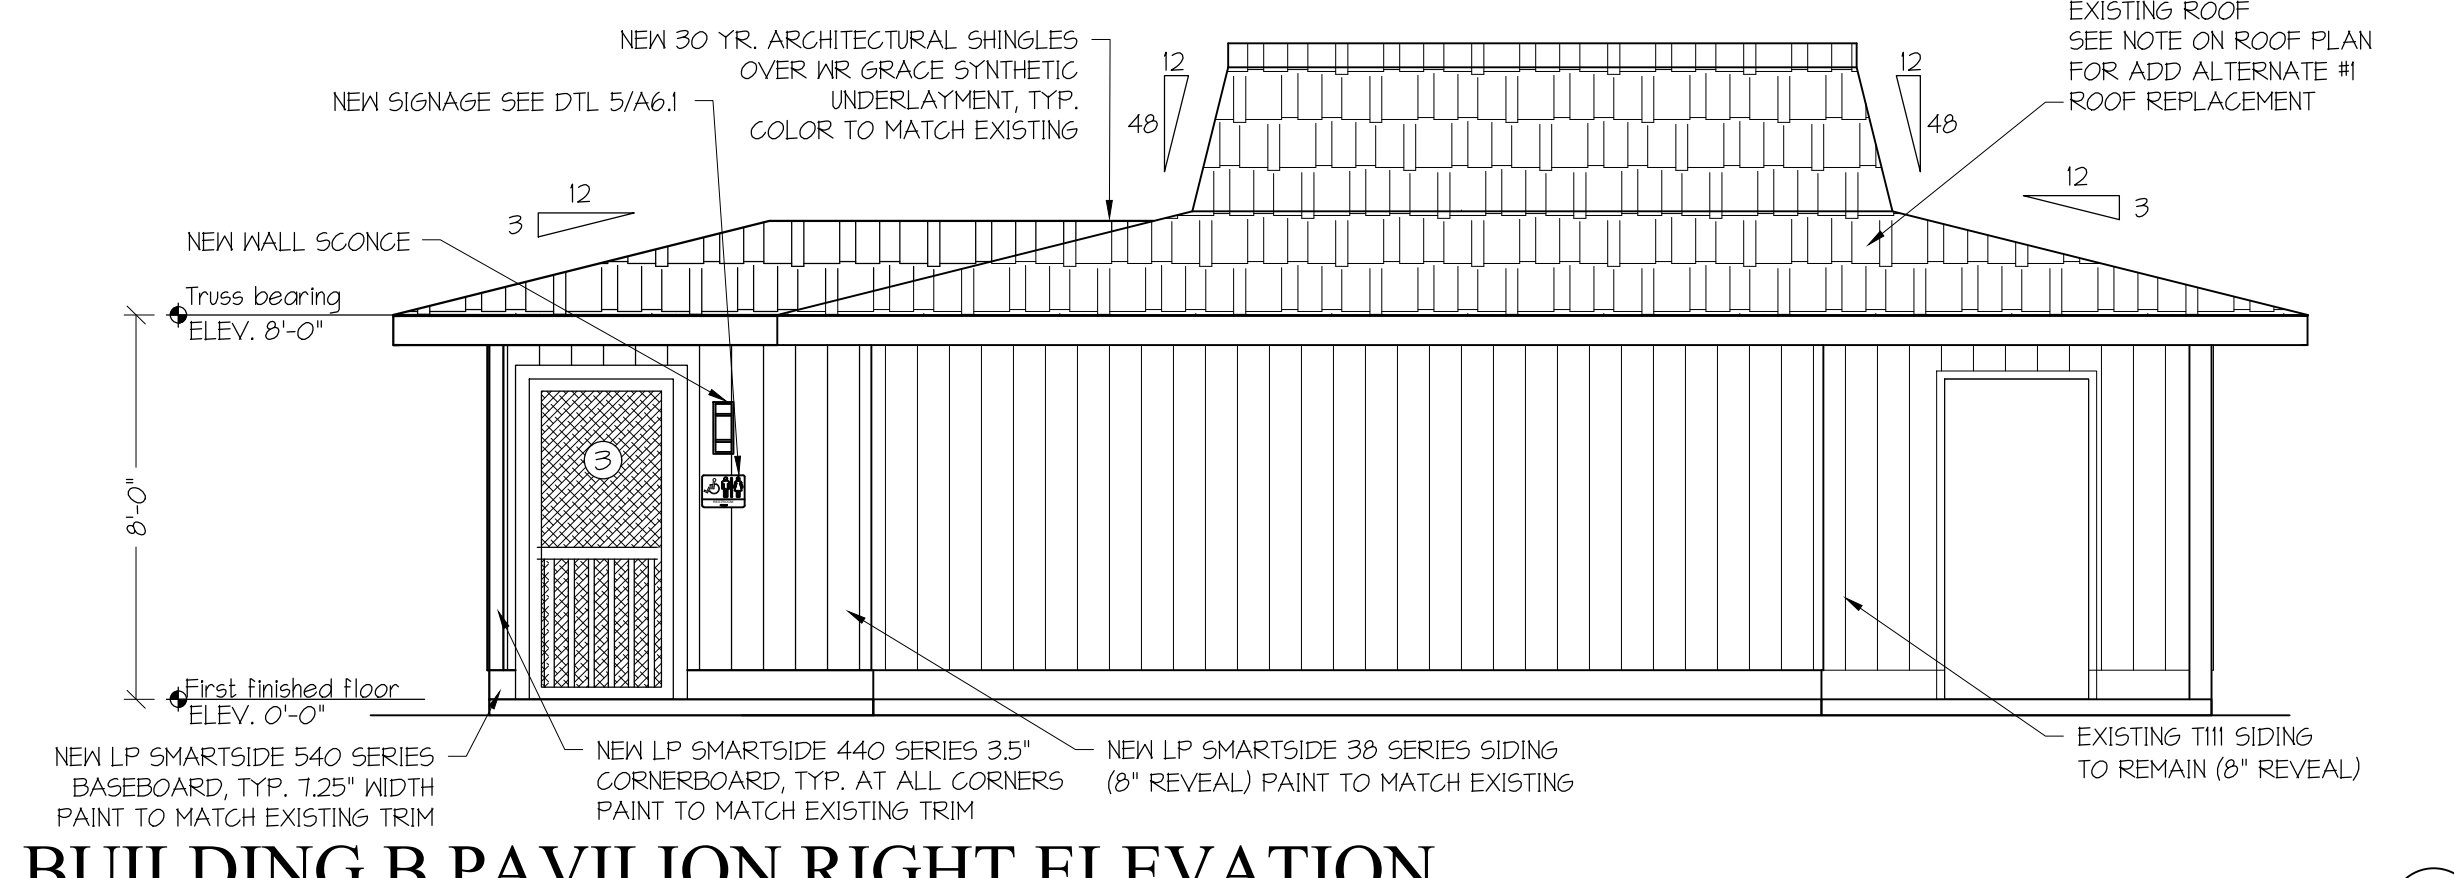 EXISTING ROOF
SEE NOTE ON ROOF PLAN
FOR ADD ALTERNATE #1
ROOF REPLACEMENT
NEW 30 YR. ARCHITECTURAL SHINGLES
OVER WR GRACE SYNTHETIC
UNDERLAYMENT, TYP.
COLOR TO MATCH EXISTING
NEW SIGNAGE SEE DTL 5/A6.1
12
48
12
48
12
3
12
3
NEW WALL SCONCE
Truss bearing
ELEV. 8'-0"
3
8'-0"
First finished floor
ELEV. 0'-0"
NEW LP SMARTSIDE 540 SERIES
BASEBOARD, TYP. 7.25" WIDTH
PAINT TO MATCH EXISTING TRIM
NEW LP SMARTSIDE 440 SERIES 3.5"
CORNERBOARD, TYP. AT ALL CORNERS
PAINT TO MATCH EXISTING TRIM
NEW LP SMARTSIDE 38 SERIES SIDING
(8" REVEAL) PAINT TO MATCH EXISTING
EXISTING T111 SIDING
TO REMAIN (8" REVEAL)
BUILDING B PAVILION RIGHT ELEVATION